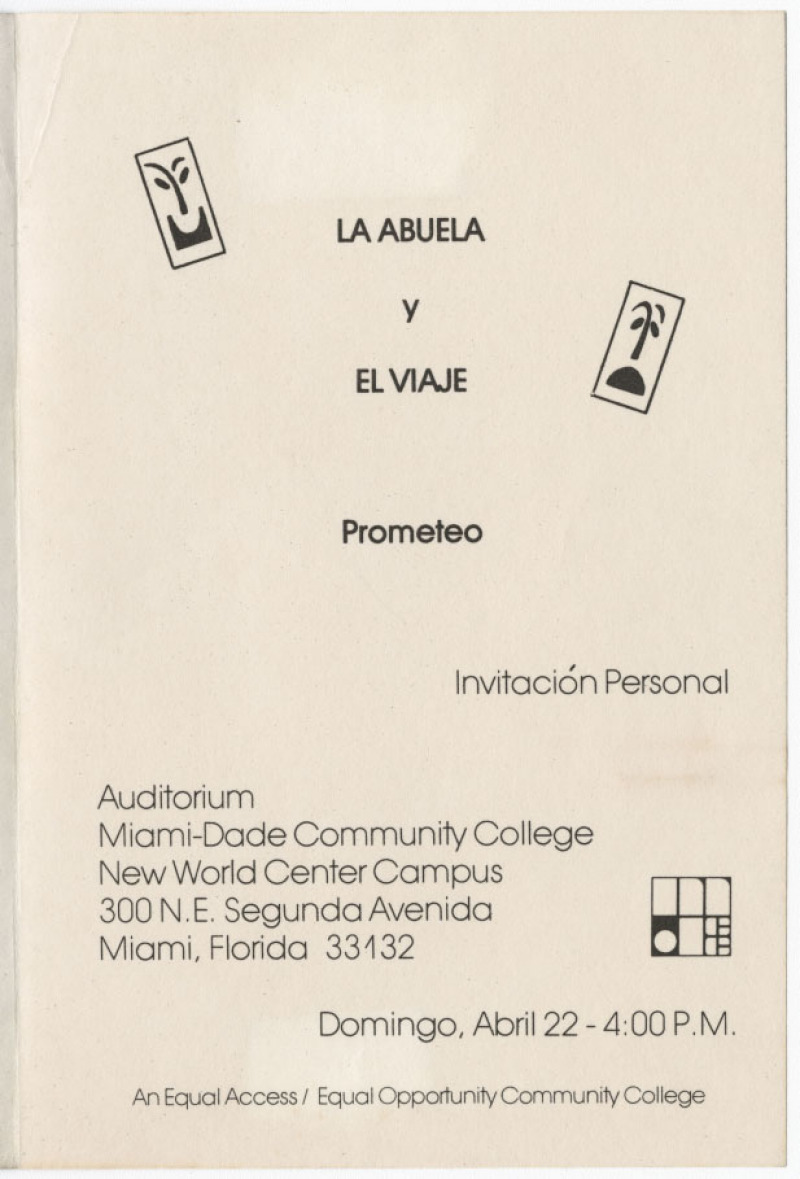 LA ABUELA
y
EL VIAJE
Prometeo
Invitación Personal
Auditorium
Miami-Dade Community College
New World Center Campus
300 N.E. Segunda Avenida
Miami, Florida 33132
Domingo, Abril 22 - 4:00 P.M.
An Equal Access / Equal Opportunity Community College